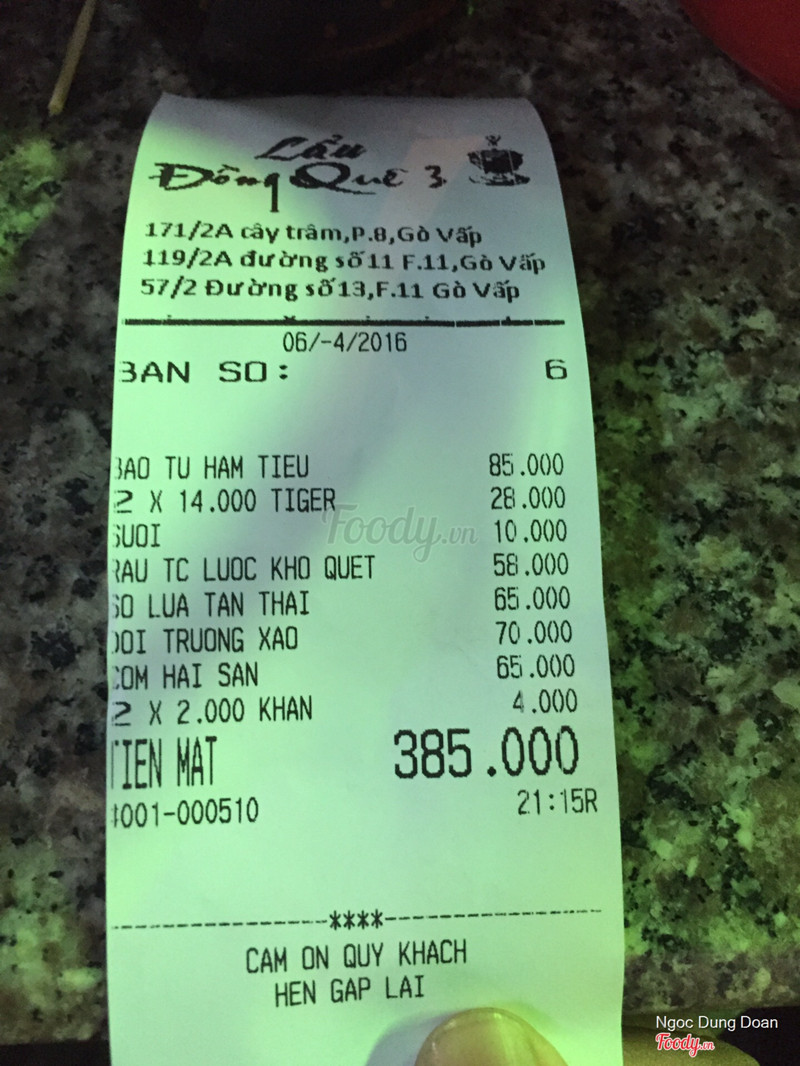 Lẩu
Đồng Quê 3
171/2A cây trâm,P.8,Gò Vấp
119/2A đường số 11 F.11,Gò Vấp
57/2 Đường số 13,F.11 Gò Vấp
06/-4/2016
BAN SO: 6
BAO TU HAM TIEU 85.000
2 X 14.000 TIGER 28.000
SUOI 10.000
RAU TC LUOC KHO QUET 58.000
SO LUA TAN THAI 65.000
DOI TRUONG XAO 70.000
COM HAI SAN 65.000
2 X 2.000 KHAN 4.000
TIEN MAT 385.000
001-000510 21:15R
****
CAM ON QUY KHACH
HEN GAP LAI
Foody.vn
Ngoc Dung Doan
Foody.vn